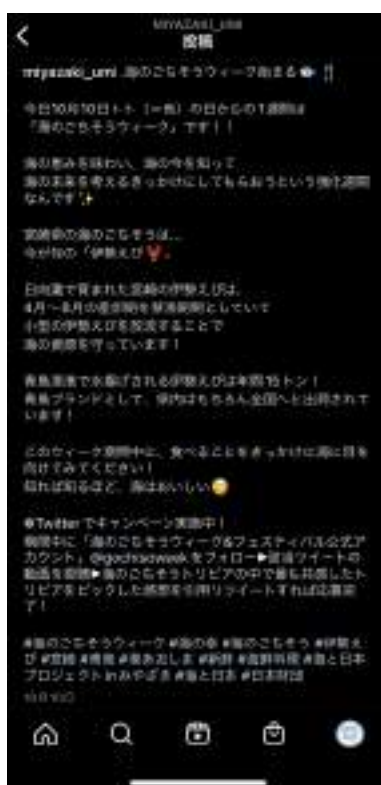 MIYAZAKI_UMI
投稿
miyazaki_umi 海のごちそうウィーク始まる🐟🍴
今日10月10日トト(=魚)の日からの1週間は
『海のごちそうウィーク』です！！
海の恵みを味わい、海の今を知って
海の未来を考えるきっかけにしてもらおうという強化週間
なんです✨
宮崎県の海のごちそうは…
今が旬の「伊勢えび🦞」
日向灘で育まれた宮崎の伊勢えびは、
4月〜8月の産卵期を禁漁期間としていて
小型の伊勢えびを放流することで
海の資源を守っています！
青島漁港で水揚げされる伊勢えびは年間15トン！
青島ブランドとして、県内はもちろん全国へと出荷されて
います！
このウィーク期間中に、食べることをきっかけに海に目を
向けてみてください！
知れば知るほど、海はおいしい😋
Twitterでキャンペーン実施中！
期間中に「海のごちそうウィーク&フェスティバル公式ア
カウント」@gochisoweekをフォロー▶該当ツイートの
動画を視聴▶海のごちそうトリビアの中で最も共感したト
リビアをピックした感想を引用リツイートすれば応募完
了！
#海のごちそうウィーク #海の幸 #海のごちそう #伊勢え
び #宮崎 #青島 #あおしま #新鮮 #海鮮料理 #海と日本
プロジェクトinみやざき #海と日本 #日本財団
10月10日